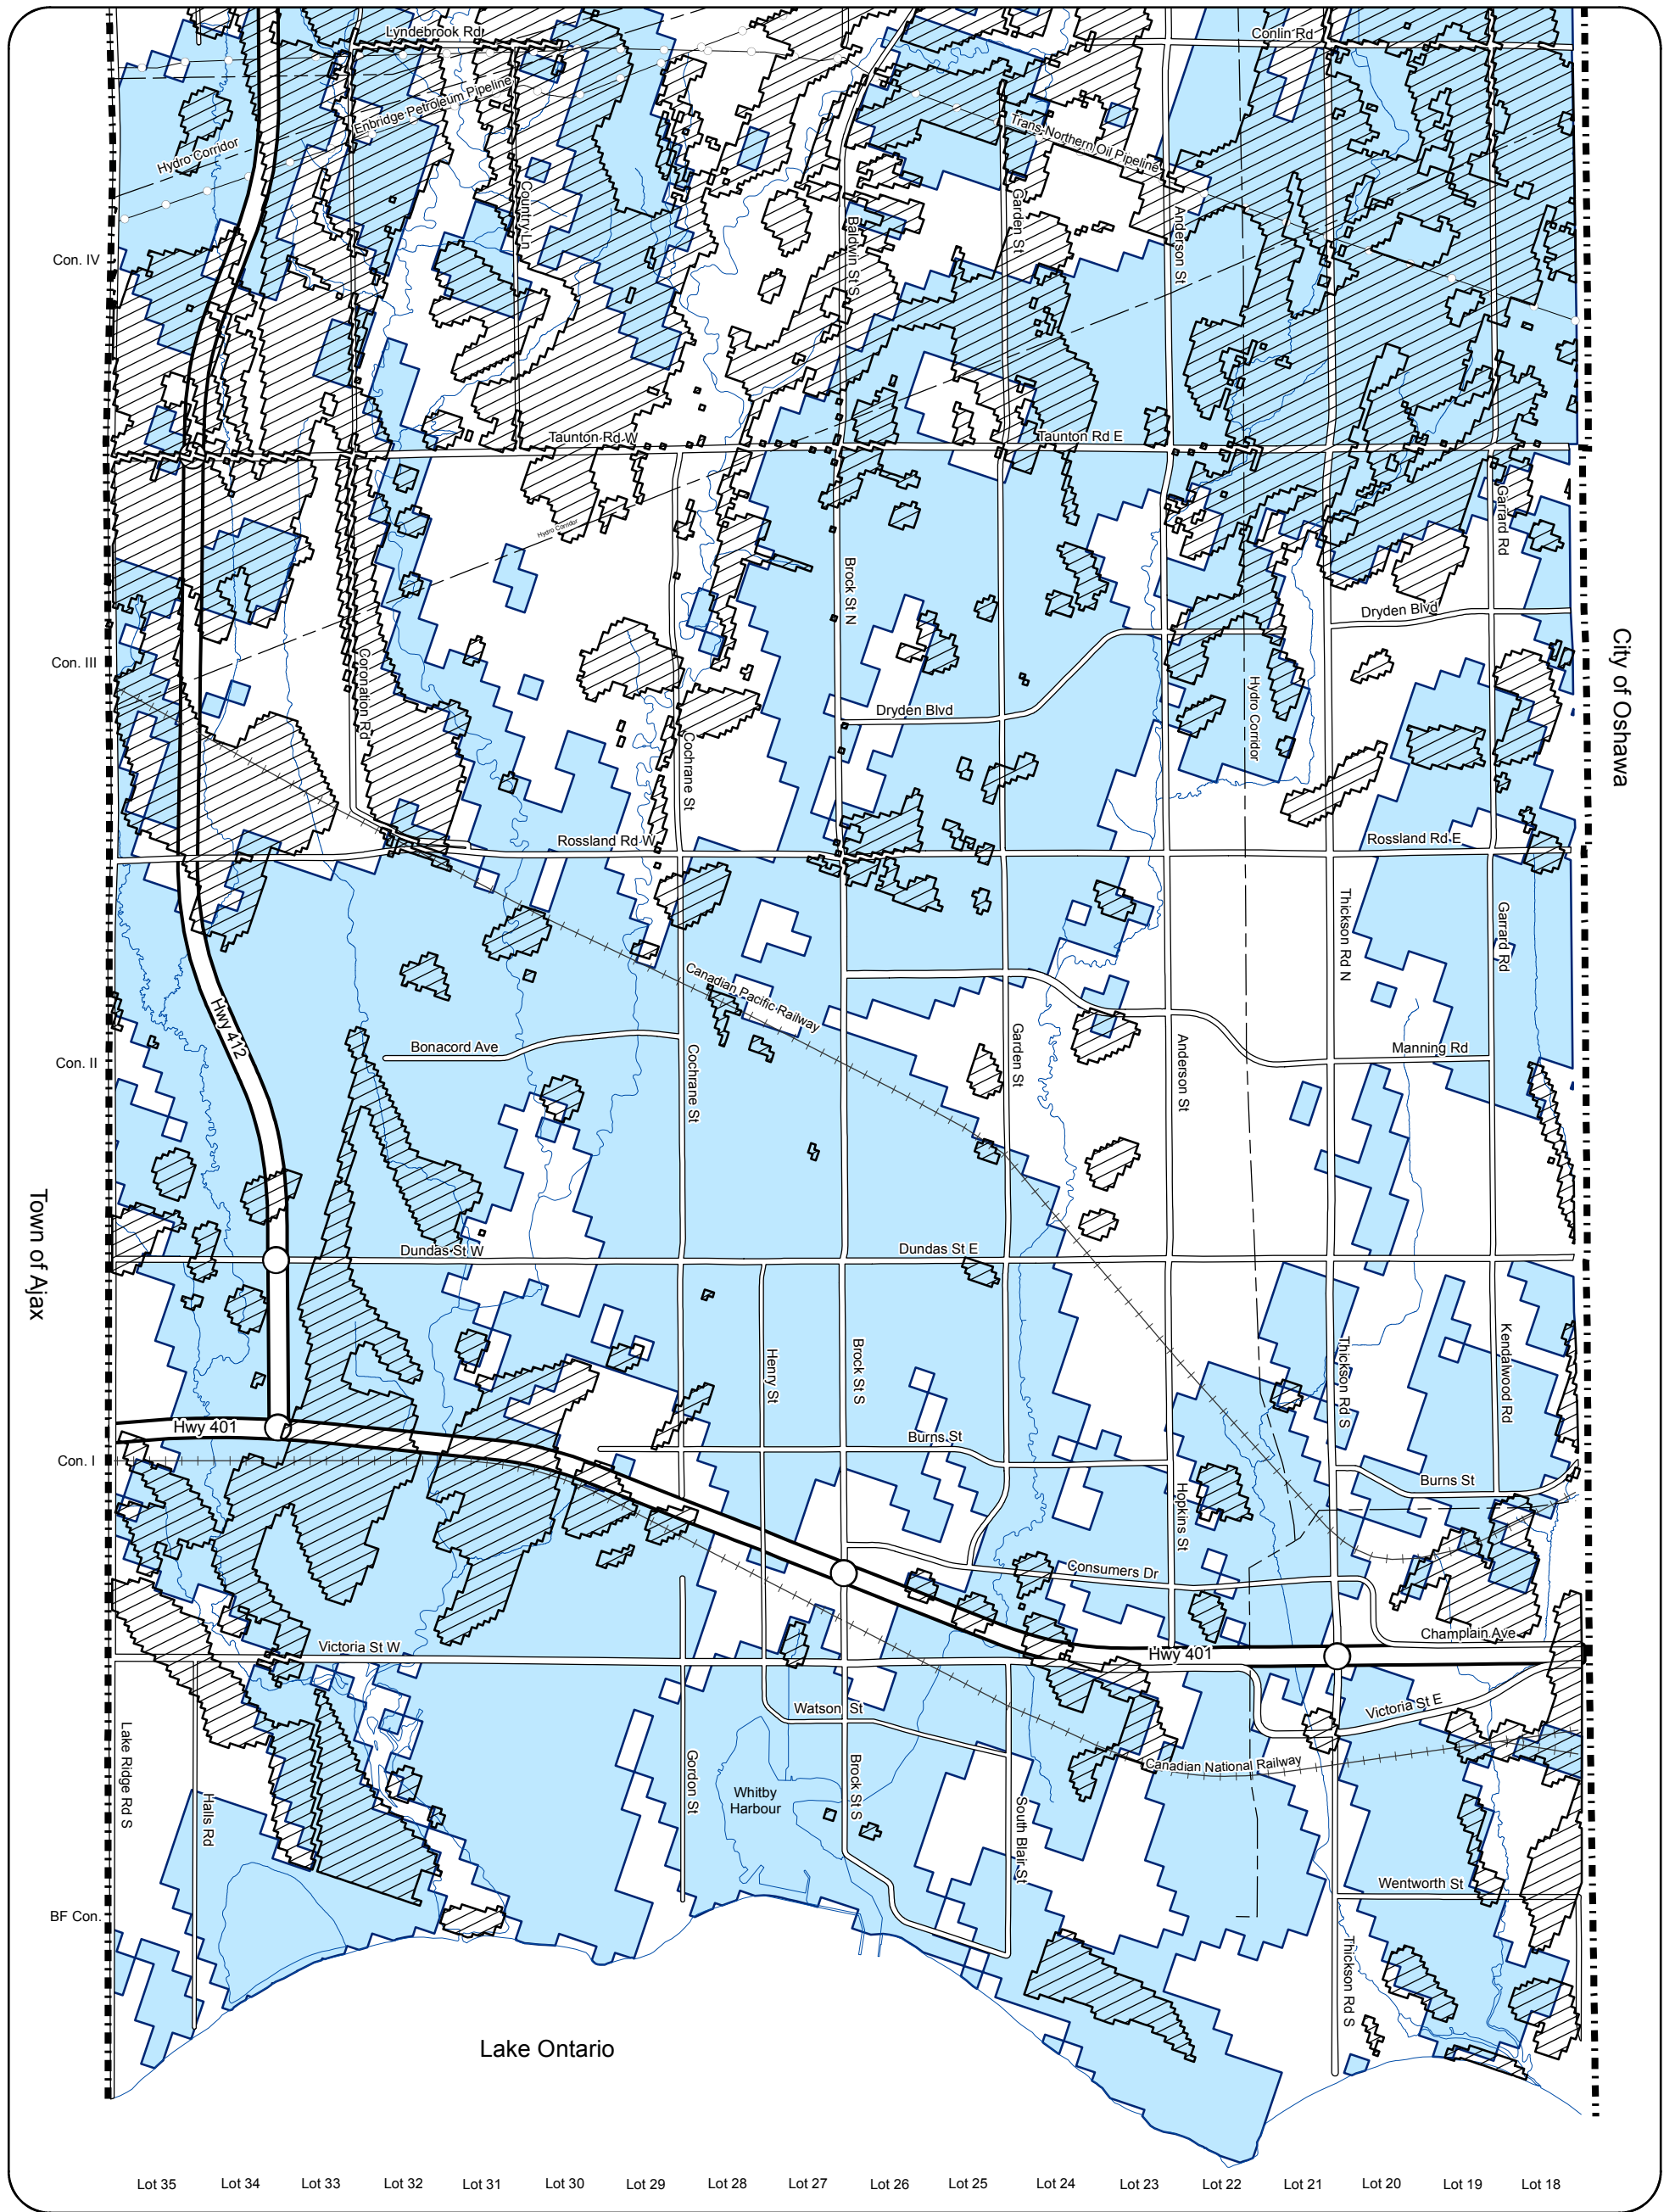 Lyndebrook Rd
Conlin Rd
Enbridge Petroleum Pipeline
Trans-Northern Oil Pipeline
Hydro Corridor
Country Ln
Baldwin St S
Garden St
Anderson St
Con. IV
Taunton Rd W
Taunton Rd E
Garrard Rd
Hydro Corridor
Brock St N
Dryden Blvd
City of Oshawa
Con. III
Coronation Rd
Hydro Corridor
Dryden Blvd
Cochrane St
Rossland Rd W
Rossland Rd E
Thickson Rd N
Garrard Rd
Canadian Pacific Railway
Hwy 412
Bonacord Ave
Cochrane St
Garden St
Anderson St
Manning Rd
Con. II
Town of Ajax
Dundas St W
Dundas St E
Henry St
Brock St S
Thickson Rd S
Kendalwood Rd
Hwy 401
Burns St
Con. I
Burns St
Hopkins St
Consumers Dr
Champlain Ave
Victoria St W
Hwy 401
Victoria St E
Watson St
Lake Ridge Rd S
Halls Rd
Gordon St
Whitby
Harbour
Brock St S
South Blair St
Canadian National Railway
Wentworth St
BF Con.
Thickson Rd S
Lake Ontario
Lot 35
Lot 34
Lot 33
Lot 32
Lot 31
Lot 30
Lot 29
Lot 28
Lot 27
Lot 26
Lot 25
Lot 24
Lot 23
Lot 22
Lot 21
Lot 20
Lot 19
Lot 18